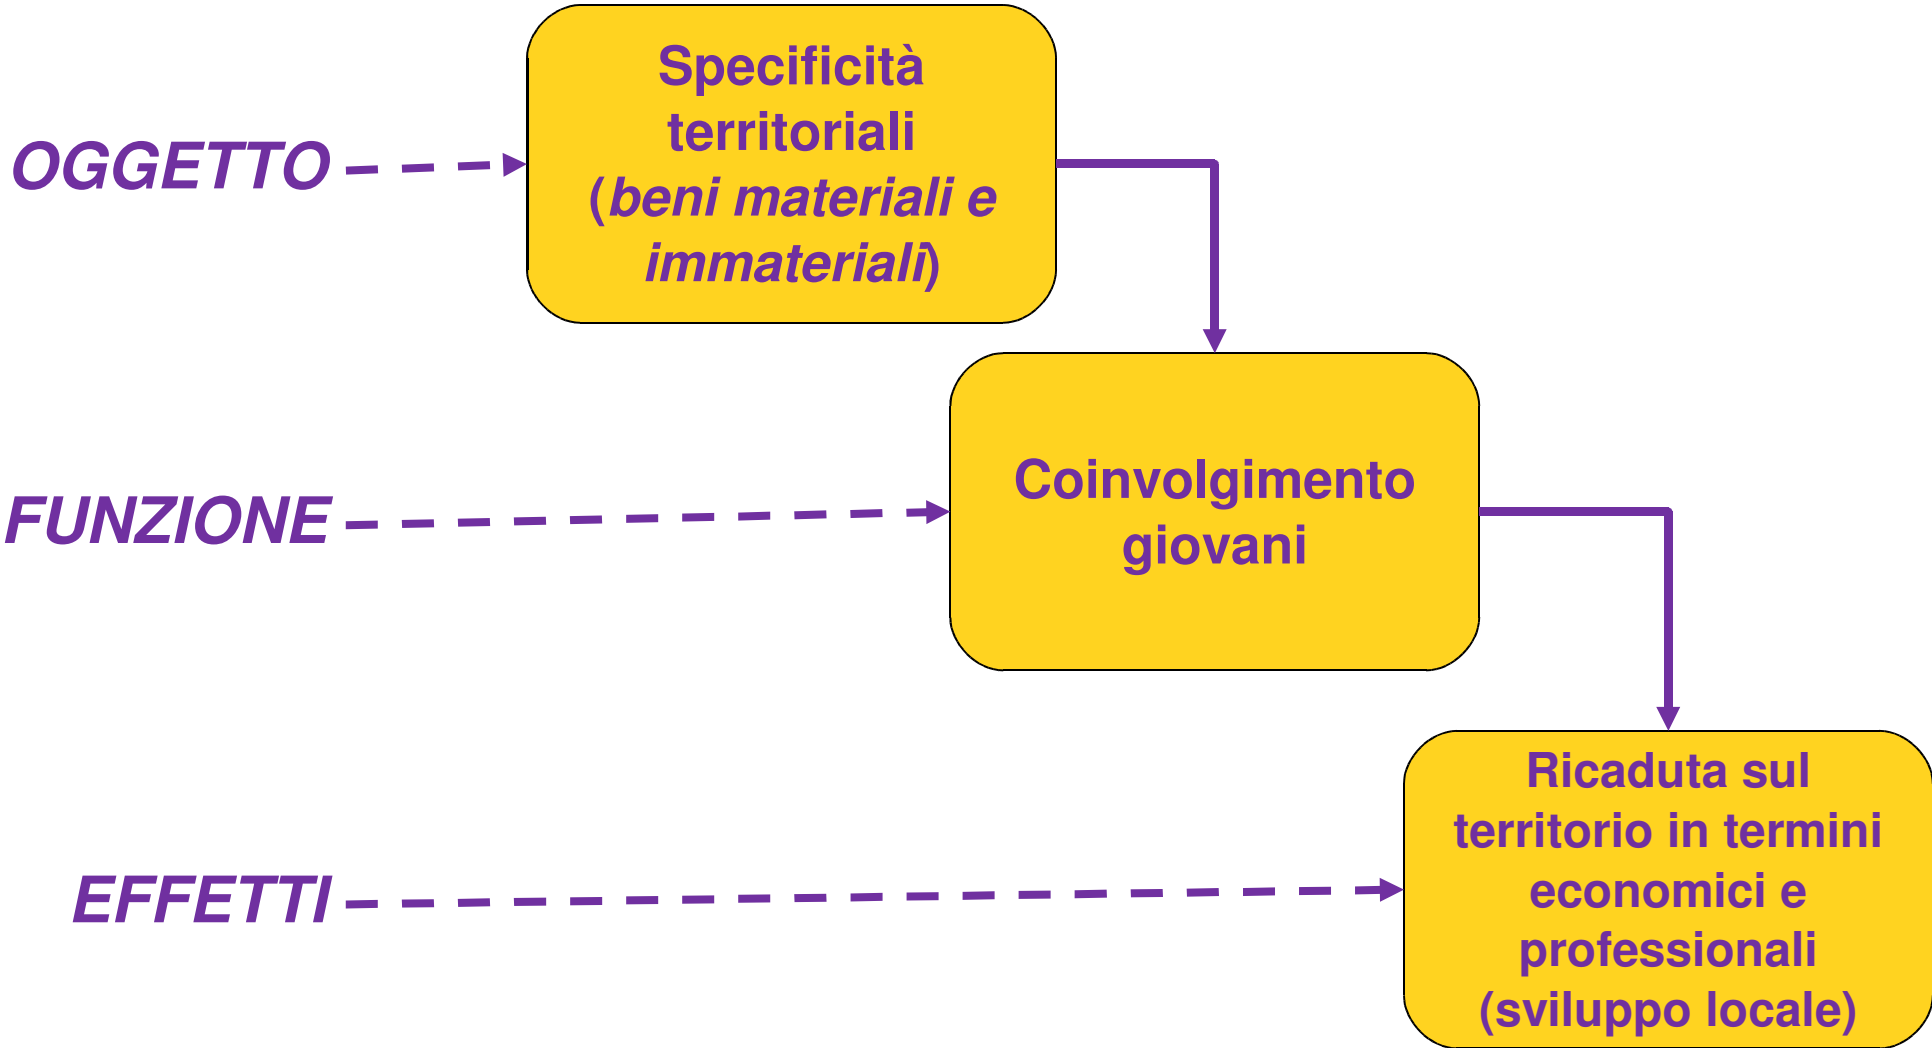 OGGETTO
Specificità
territoriali
(beni materiali e
immateriali)
FUNZIONE
Coinvolgimento
giovani
EFFETTI
Ricaduta sul
territorio in termini
economici e
professionali
(sviluppo locale)